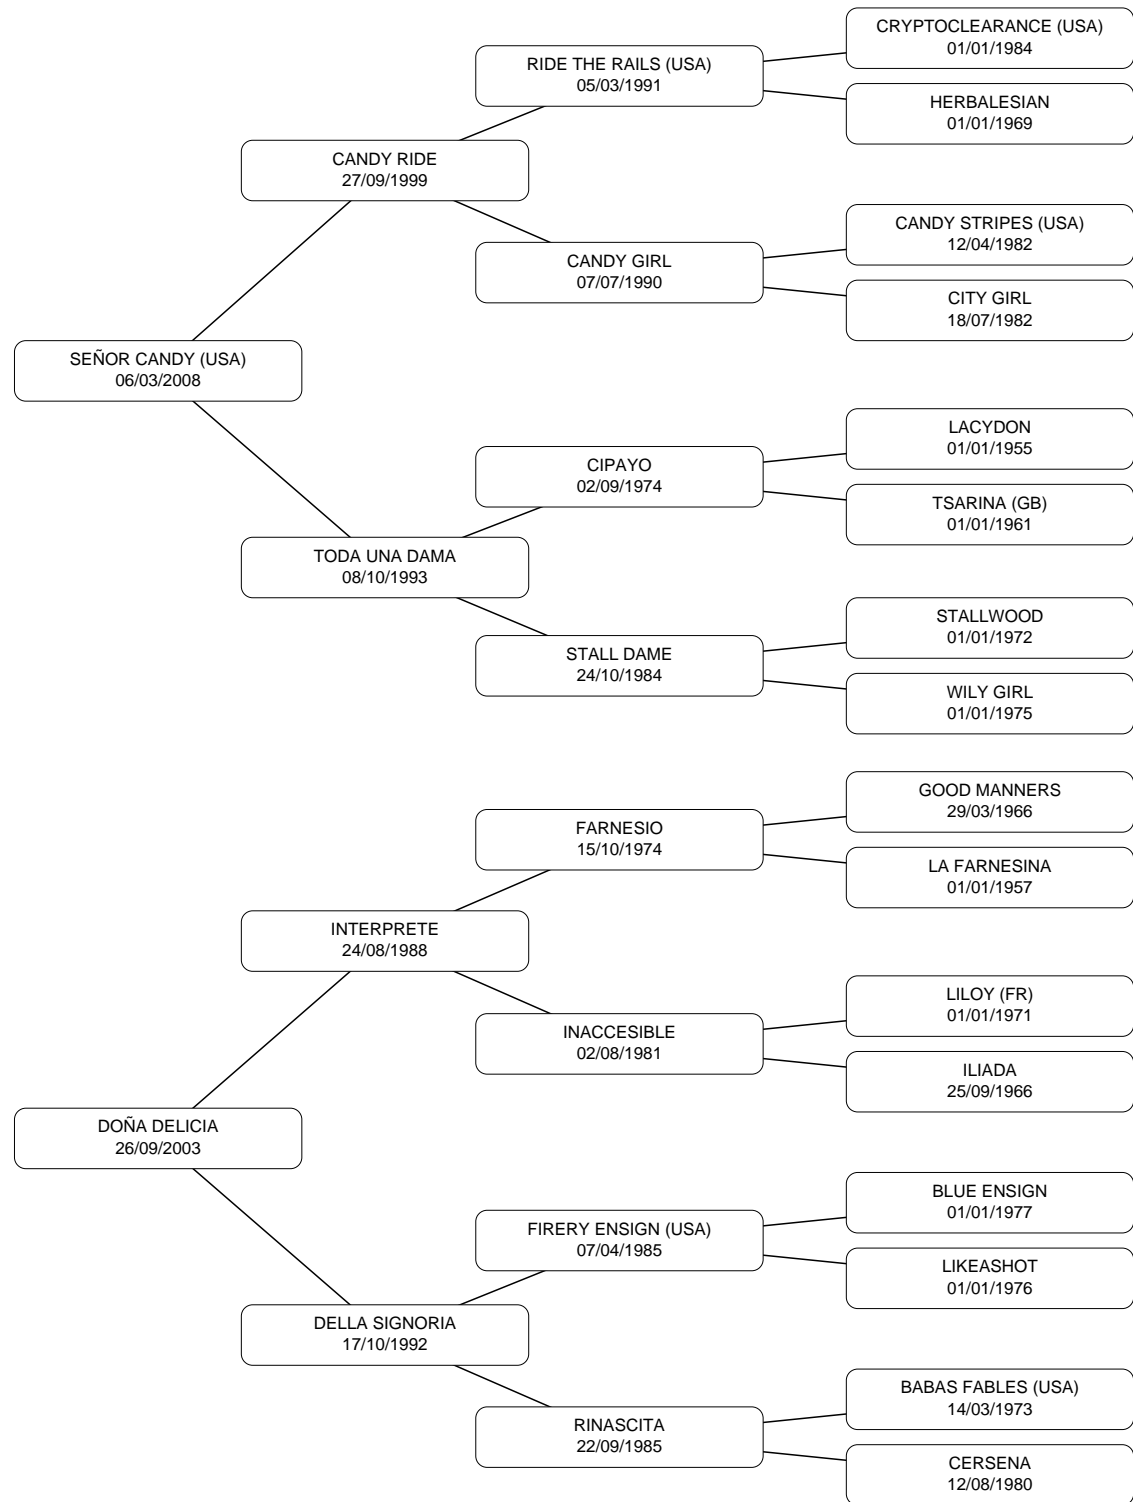 CRYPTOCLEARANCE (USA)
01/01/1984
RIDE THE RAILS (USA)
05/03/1991
HERBALESIAN
01/01/1969
CANDY RIDE
27/09/1999
CANDY STRIPES (USA)
12/04/1982
CANDY GIRL
07/07/1990
CITY GIRL
18/07/1982
SEÑOR CANDY (USA)
06/03/2008
LACYDON
01/01/1955
CIPAYO
02/09/1974
TSARINA (GB)
01/01/1961
TODA UNA DAMA
08/10/1993
STALLWOOD
01/01/1972
STALL DAME
24/10/1984
WILY GIRL
01/01/1975
GOOD MANNERS
29/03/1966
FARNESIO
15/10/1974
LA FARNESINA
01/01/1957
INTERPRETE
24/08/1988
LILOY (FR)
01/01/1971
INACCESIBLE
02/08/1981
ILIADA
25/09/1966
DOÑA DELICIA
26/09/2003
BLUE ENSIGN
01/01/1977
FIRERY ENSIGN (USA)
07/04/1985
LIKEASHOT
01/01/1976
DELLA SIGNORIA
17/10/1992
BABAS FABLES (USA)
14/03/1973
RINASCITA
22/09/1985
CERSENA
12/08/1980